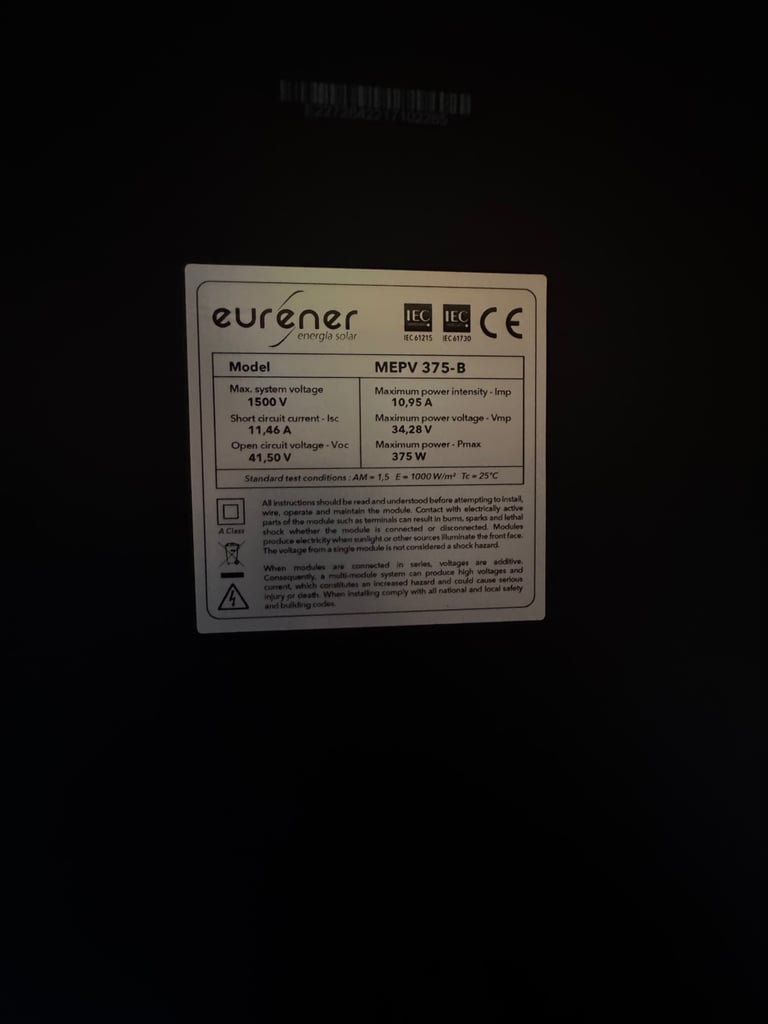 eurener
energía solar
IEC IEC CE
IEC 61215 IEC 61730
Model MEPV 375-B
Max. system voltage
1500 V
Short circuit current - Isc
11,46 A
Open circuit voltage - Voc
41,50 V
Maximum power intensity - Imp
10,95 A
Maximum power voltage - Vmp
34,28 V
Maximum power - Pmax
375 W
Standard test conditions : AM = 1,5 E = 1000 W/m² Tc = 25°C
A Class
All instructions should be read and understood before attempting to install,
wire, operate and maintain the module. Contact with electrically active
parts of the module such as terminals can result in burns, sparks and lethal
shock whether the module is connected or disconnected. Modules
produce electricity when sunlight or other sources illuminate the front face.
The voltage from a single module is not considered a shock hazard.
When modules are connected in series, voltages are additive.
Consequently, a multi-module system can produce high voltages and
current, which constitutes an increased hazard and could cause serious
injury or death. When installing comply with all national and local safety
and building codes.